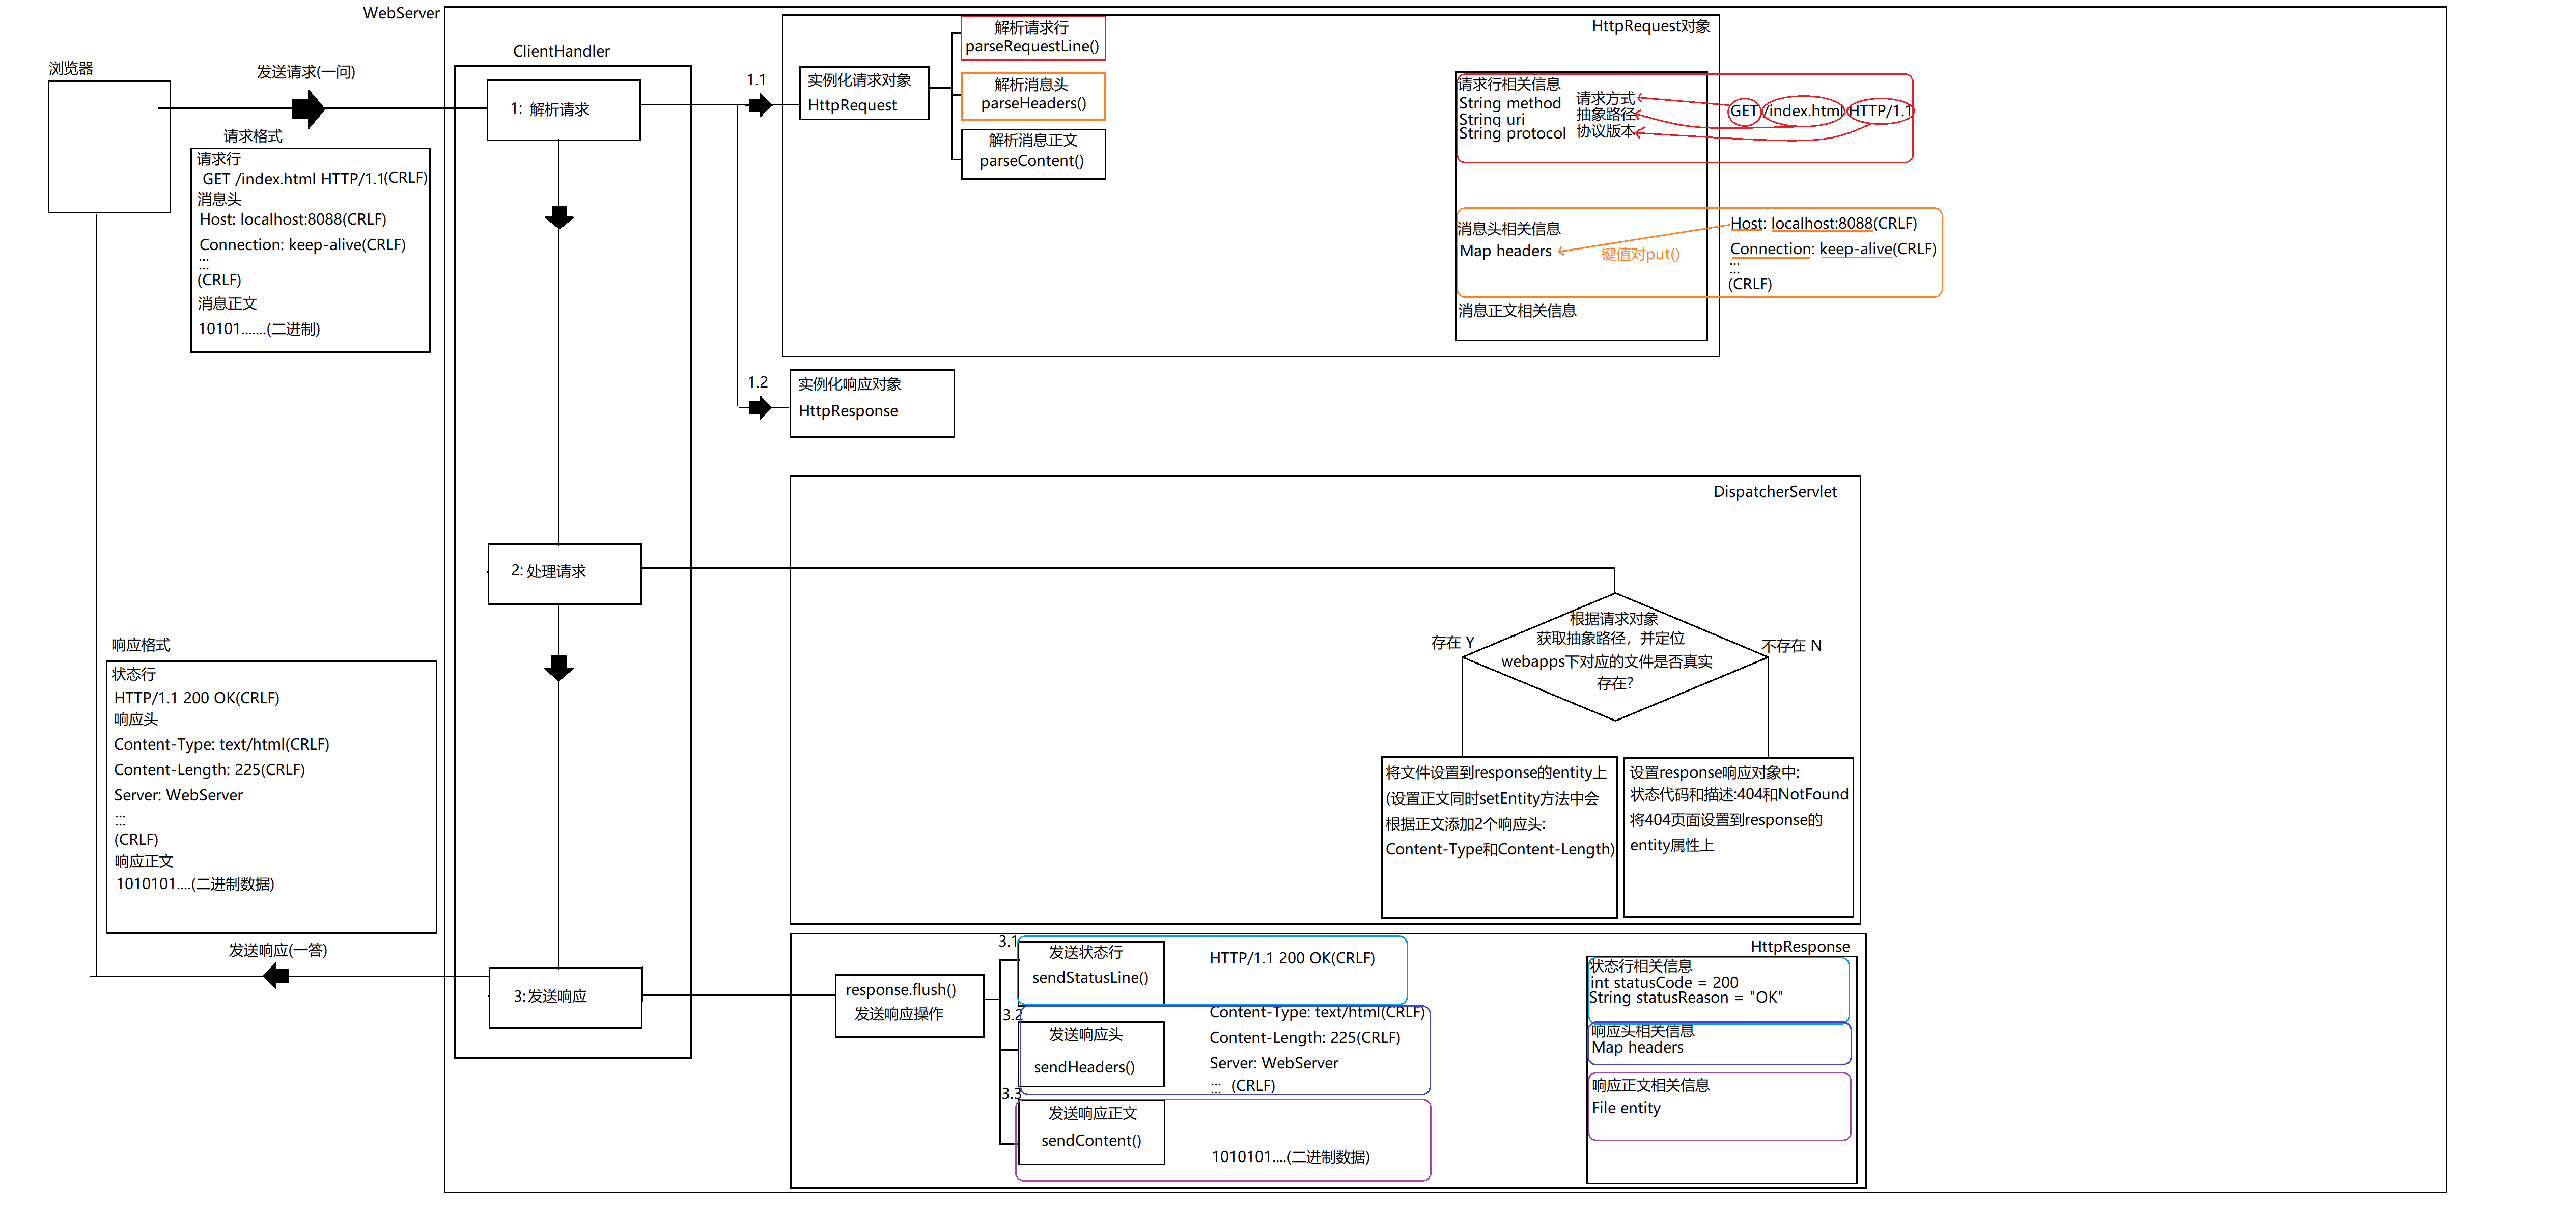 WebServer
浏览器
发送请求(一问)
请求格式
请求行
GET /index.html HTTP/1.1(CRLF)
消息头
Host: localhost:8088(CRLF)
Connection: keep-alive(CRLF)
...
...
(CRLF)
消息正文
10101.......(二进制)
ClientHandler
1: 解析请求
1.1
实例化请求对象
HttpRequest
解析请求行
parseRequestLine()
解析消息头
parseHeaders()
解析消息正文
parseContent()
HttpRequest对象
请求行相关信息
String method 请求方式
String uri 抽象路径
String protocol 协议版本
GET /index.html HTTP/1.1
消息头相关信息
Map headers
键值对put()
Host: localhost:8088(CRLF)
Connection: keep-alive(CRLF)
...
...
(CRLF)
消息正文相关信息
1.2
实例化响应对象
HttpResponse
2: 处理请求
DispatcherServlet
根据请求对象
获取抽象路径，并定位
webapps下对应的文件是否真实
存在?
存在 Y
不存在 N
将文件设置到response的entity上
(设置正文同时setEntity方法中会
根据正文添加2个响应头:
Content-Type和Content-Length)
设置response响应对象中:
状态代码和描述:404和NotFound
将404页面设置到response的
entity属性上
响应格式
状态行
HTTP/1.1 200 OK(CRLF)
响应头
Content-Type: text/html(CRLF)
Content-Length: 225(CRLF)
Server: WebServer
...
...
(CRLF)
响应正文
1010101....(二进制数据)
发送响应(一答)
3:发送响应
response.flush()
发送响应操作
3.1
发送状态行
sendStatusLine()
HTTP/1.1 200 OK(CRLF)
3.2
发送响应头
sendHeaders()
Content-Type: text/html(CRLF)
Content-Length: 225(CRLF)
Server: WebServer
... (CRLF)
...
3.3
发送响应正文
sendContent()
1010101....(二进制数据)
HttpResponse
状态行相关信息
int statusCode = 200
String statusReason = "OK"
响应头相关信息
Map headers
响应正文相关信息
File entity